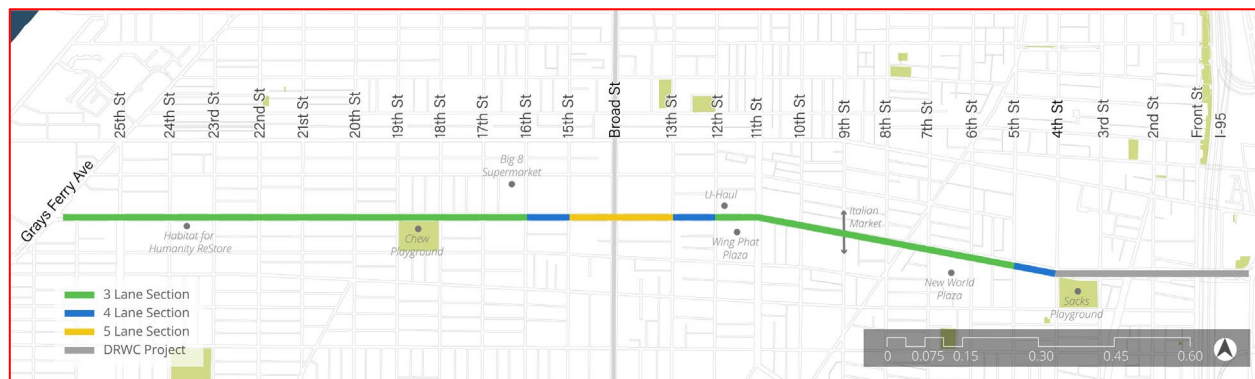 25th St
24th St
23rd St
22nd St
21st St
20th St
19th St
18th St
17th St
16th St
15th St
Broad St
13th St
12th St
11th St
10th St
9th St
8th St
7th St
6th St
5th St
4th St
3rd St
2nd St
Front St
I-95
Grays Ferry Ave
Big 8
Supermarket
U-Haul
Italian
Market
Habitat for
Humanity ReStore
Chew
Playground
Wing Phat
Plaza
New World
Plaza
Sacks
Playground
3 Lane Section
4 Lane Section
5 Lane Section
DRWC Project
0 0.075 0.15 0.30 0.45 0.60